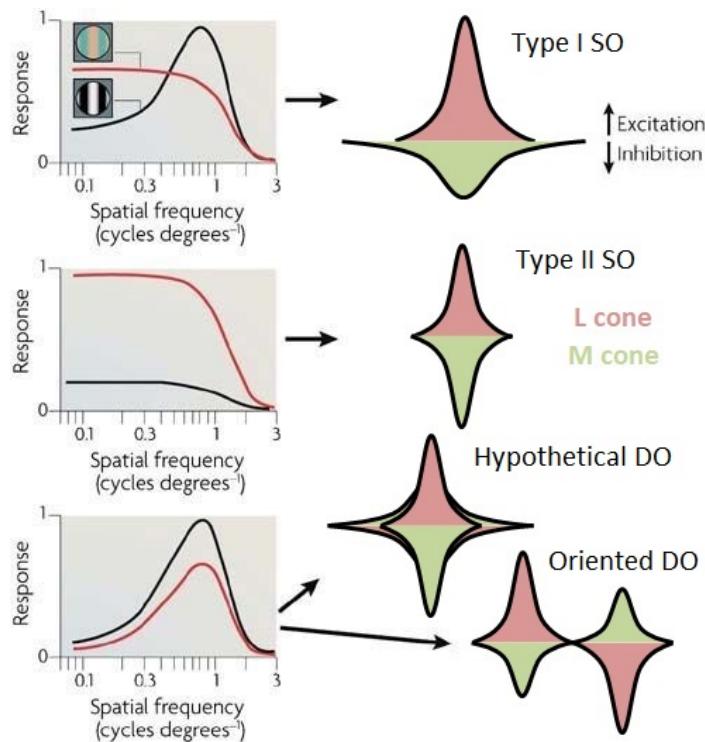 1
Response
0
0.1 0.3 1 3
Spatial frequency
(cycles degrees⁻¹)
Type I SO
Excitation
Inhibition
1
Response
0
0.1 0.3 1 3
Spatial frequency
(cycles degrees⁻¹)
Type II SO
L cone
M cone
Hypothetical DO
1
Response
0
0.1 0.3 1 3
Spatial frequency
(cycles degrees⁻¹)
Oriented DO